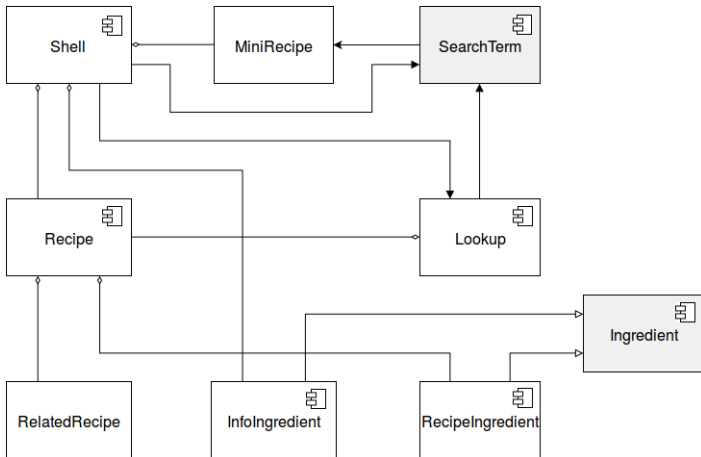 Shell
MiniRecipe
SearchTerm
Recipe
Lookup
Ingredient
RelatedRecipe
InfoIngredient
RecipeIngredient